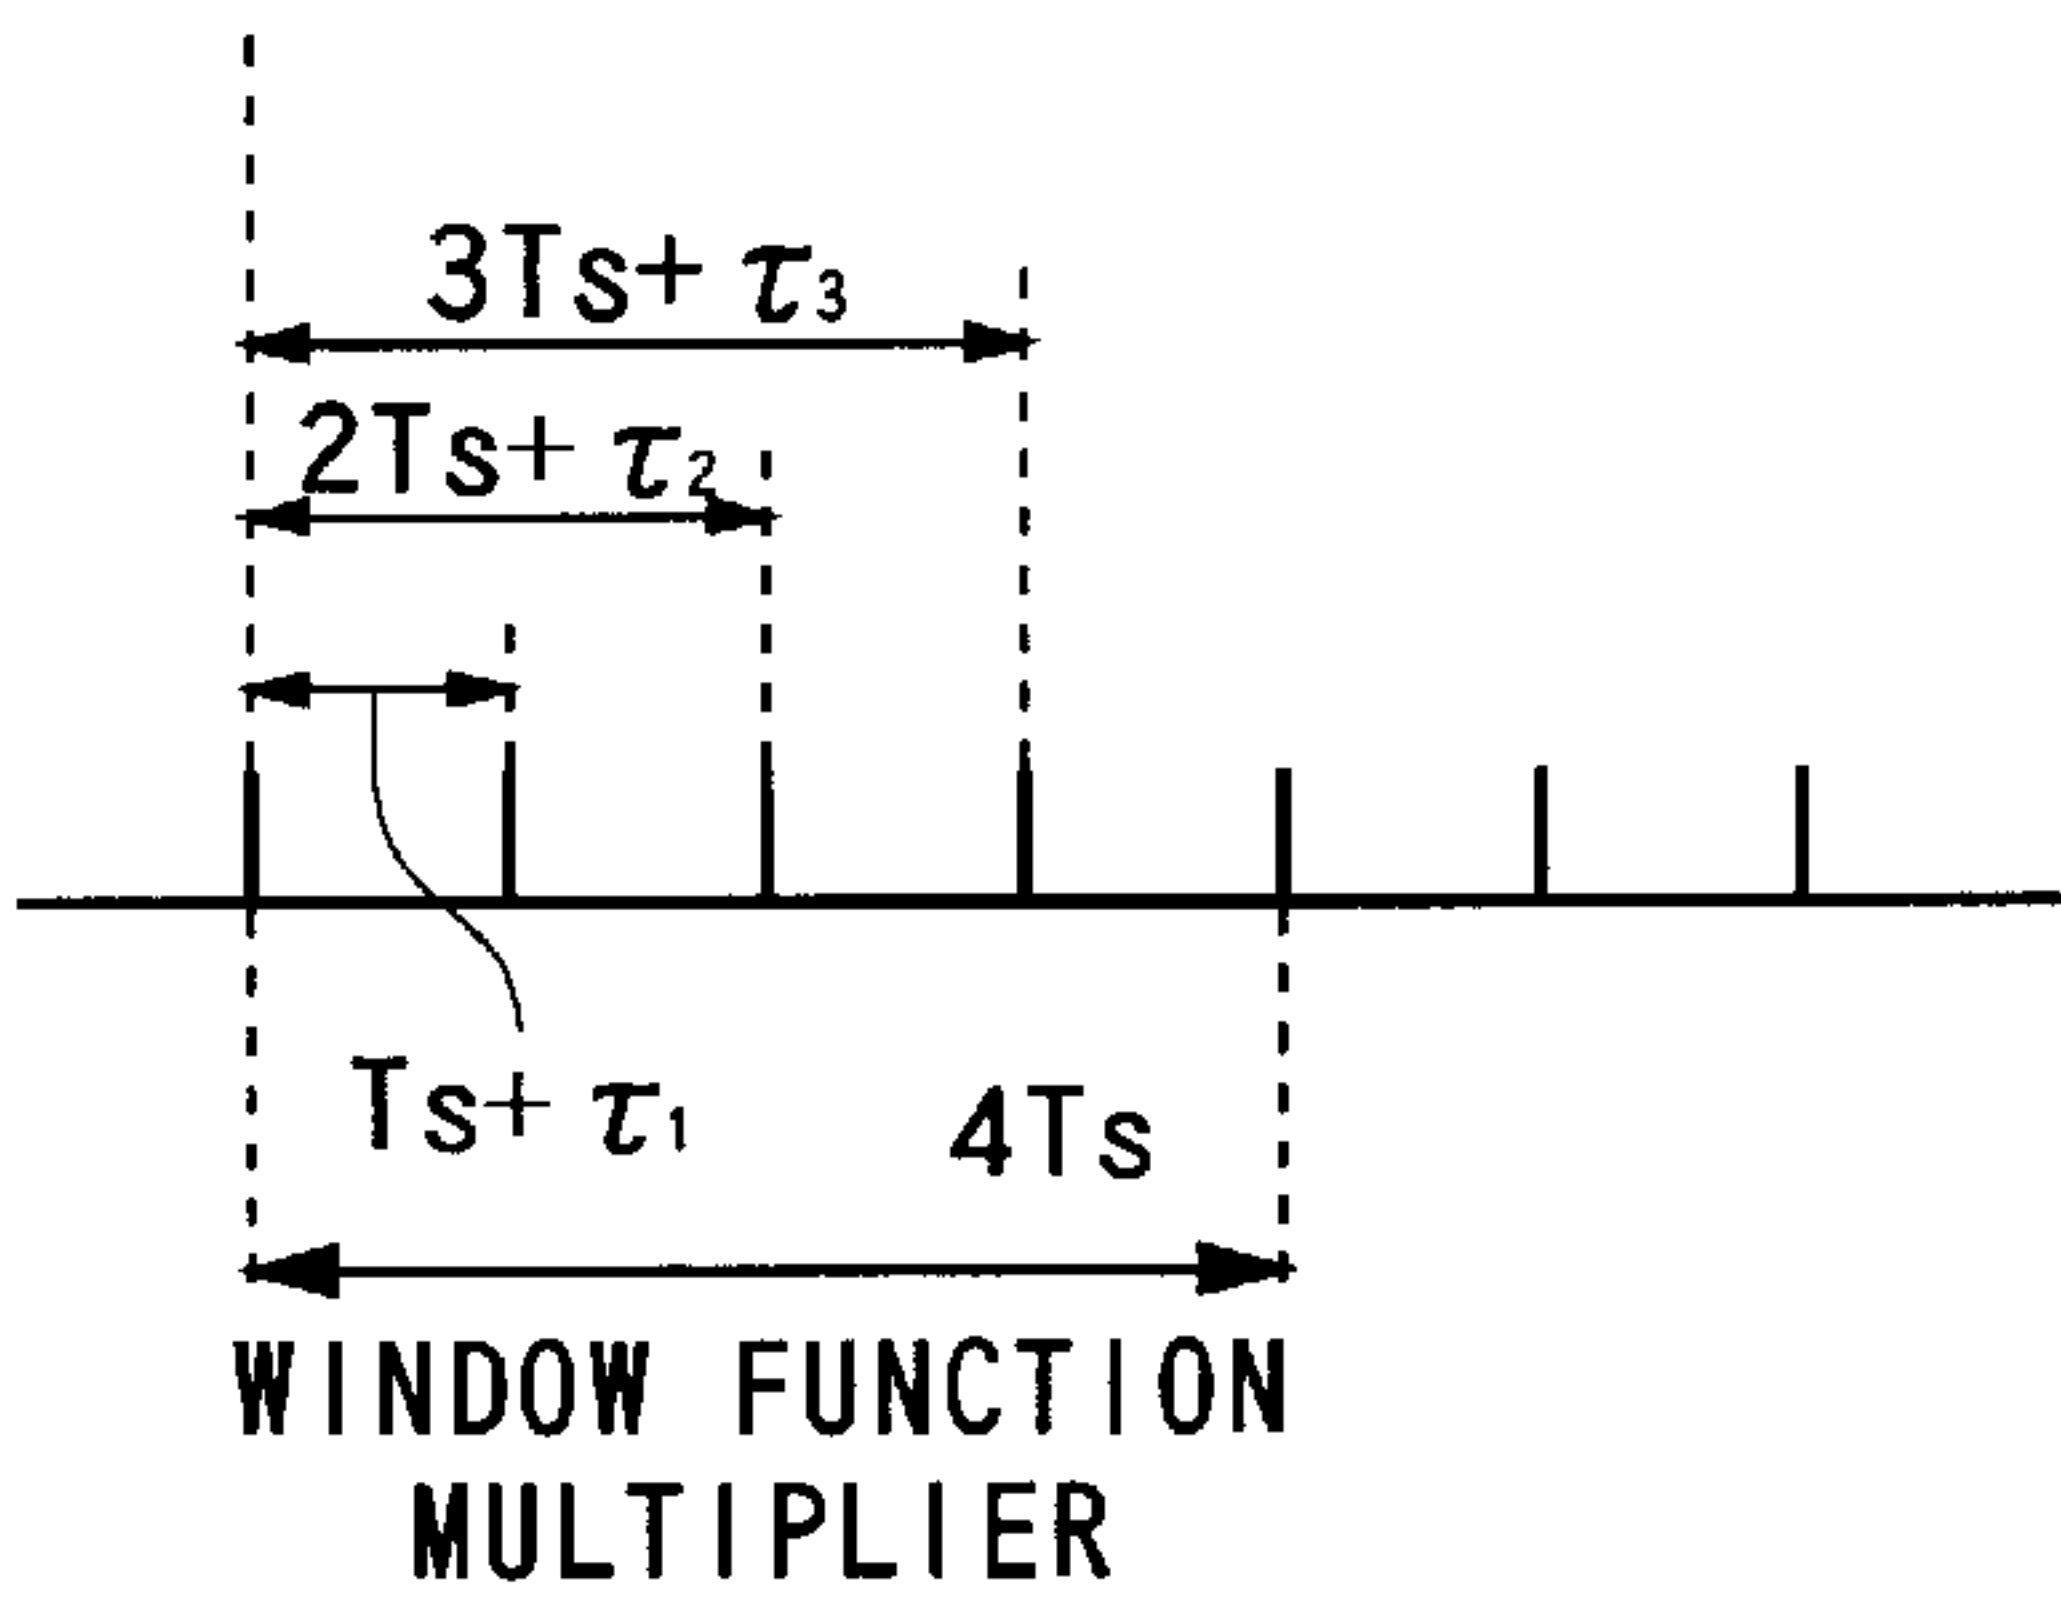 3Ts+ τ3
2Ts+ τ2
Ts+ τ1
4Ts
WINDOW FUNCTION
MULTIPLIER